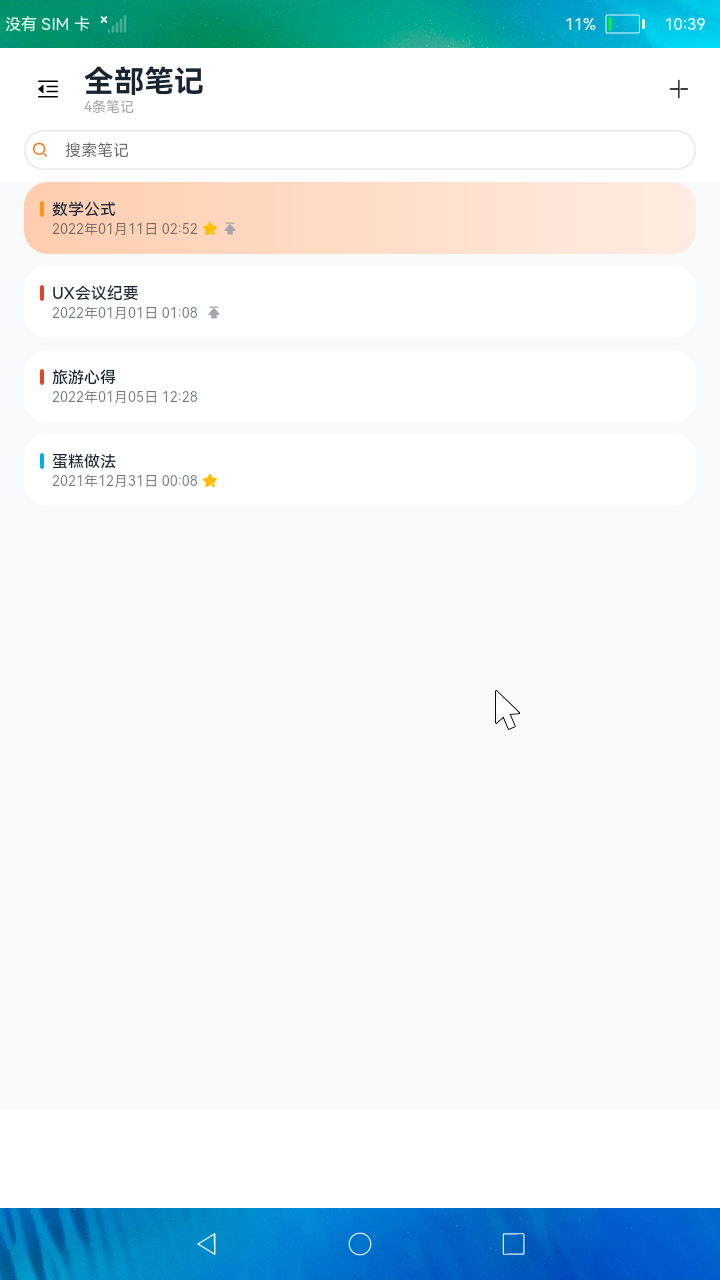 没有 SIM 卡
11%
10:39
全部笔记
4条笔记
搜索笔记
数学公式
2022年01月11日 02:52
UX会议纪要
2022年01月01日 01:08
旅游心得
2022年01月05日 12:28
蛋糕做法
2021年12月31日 00:08